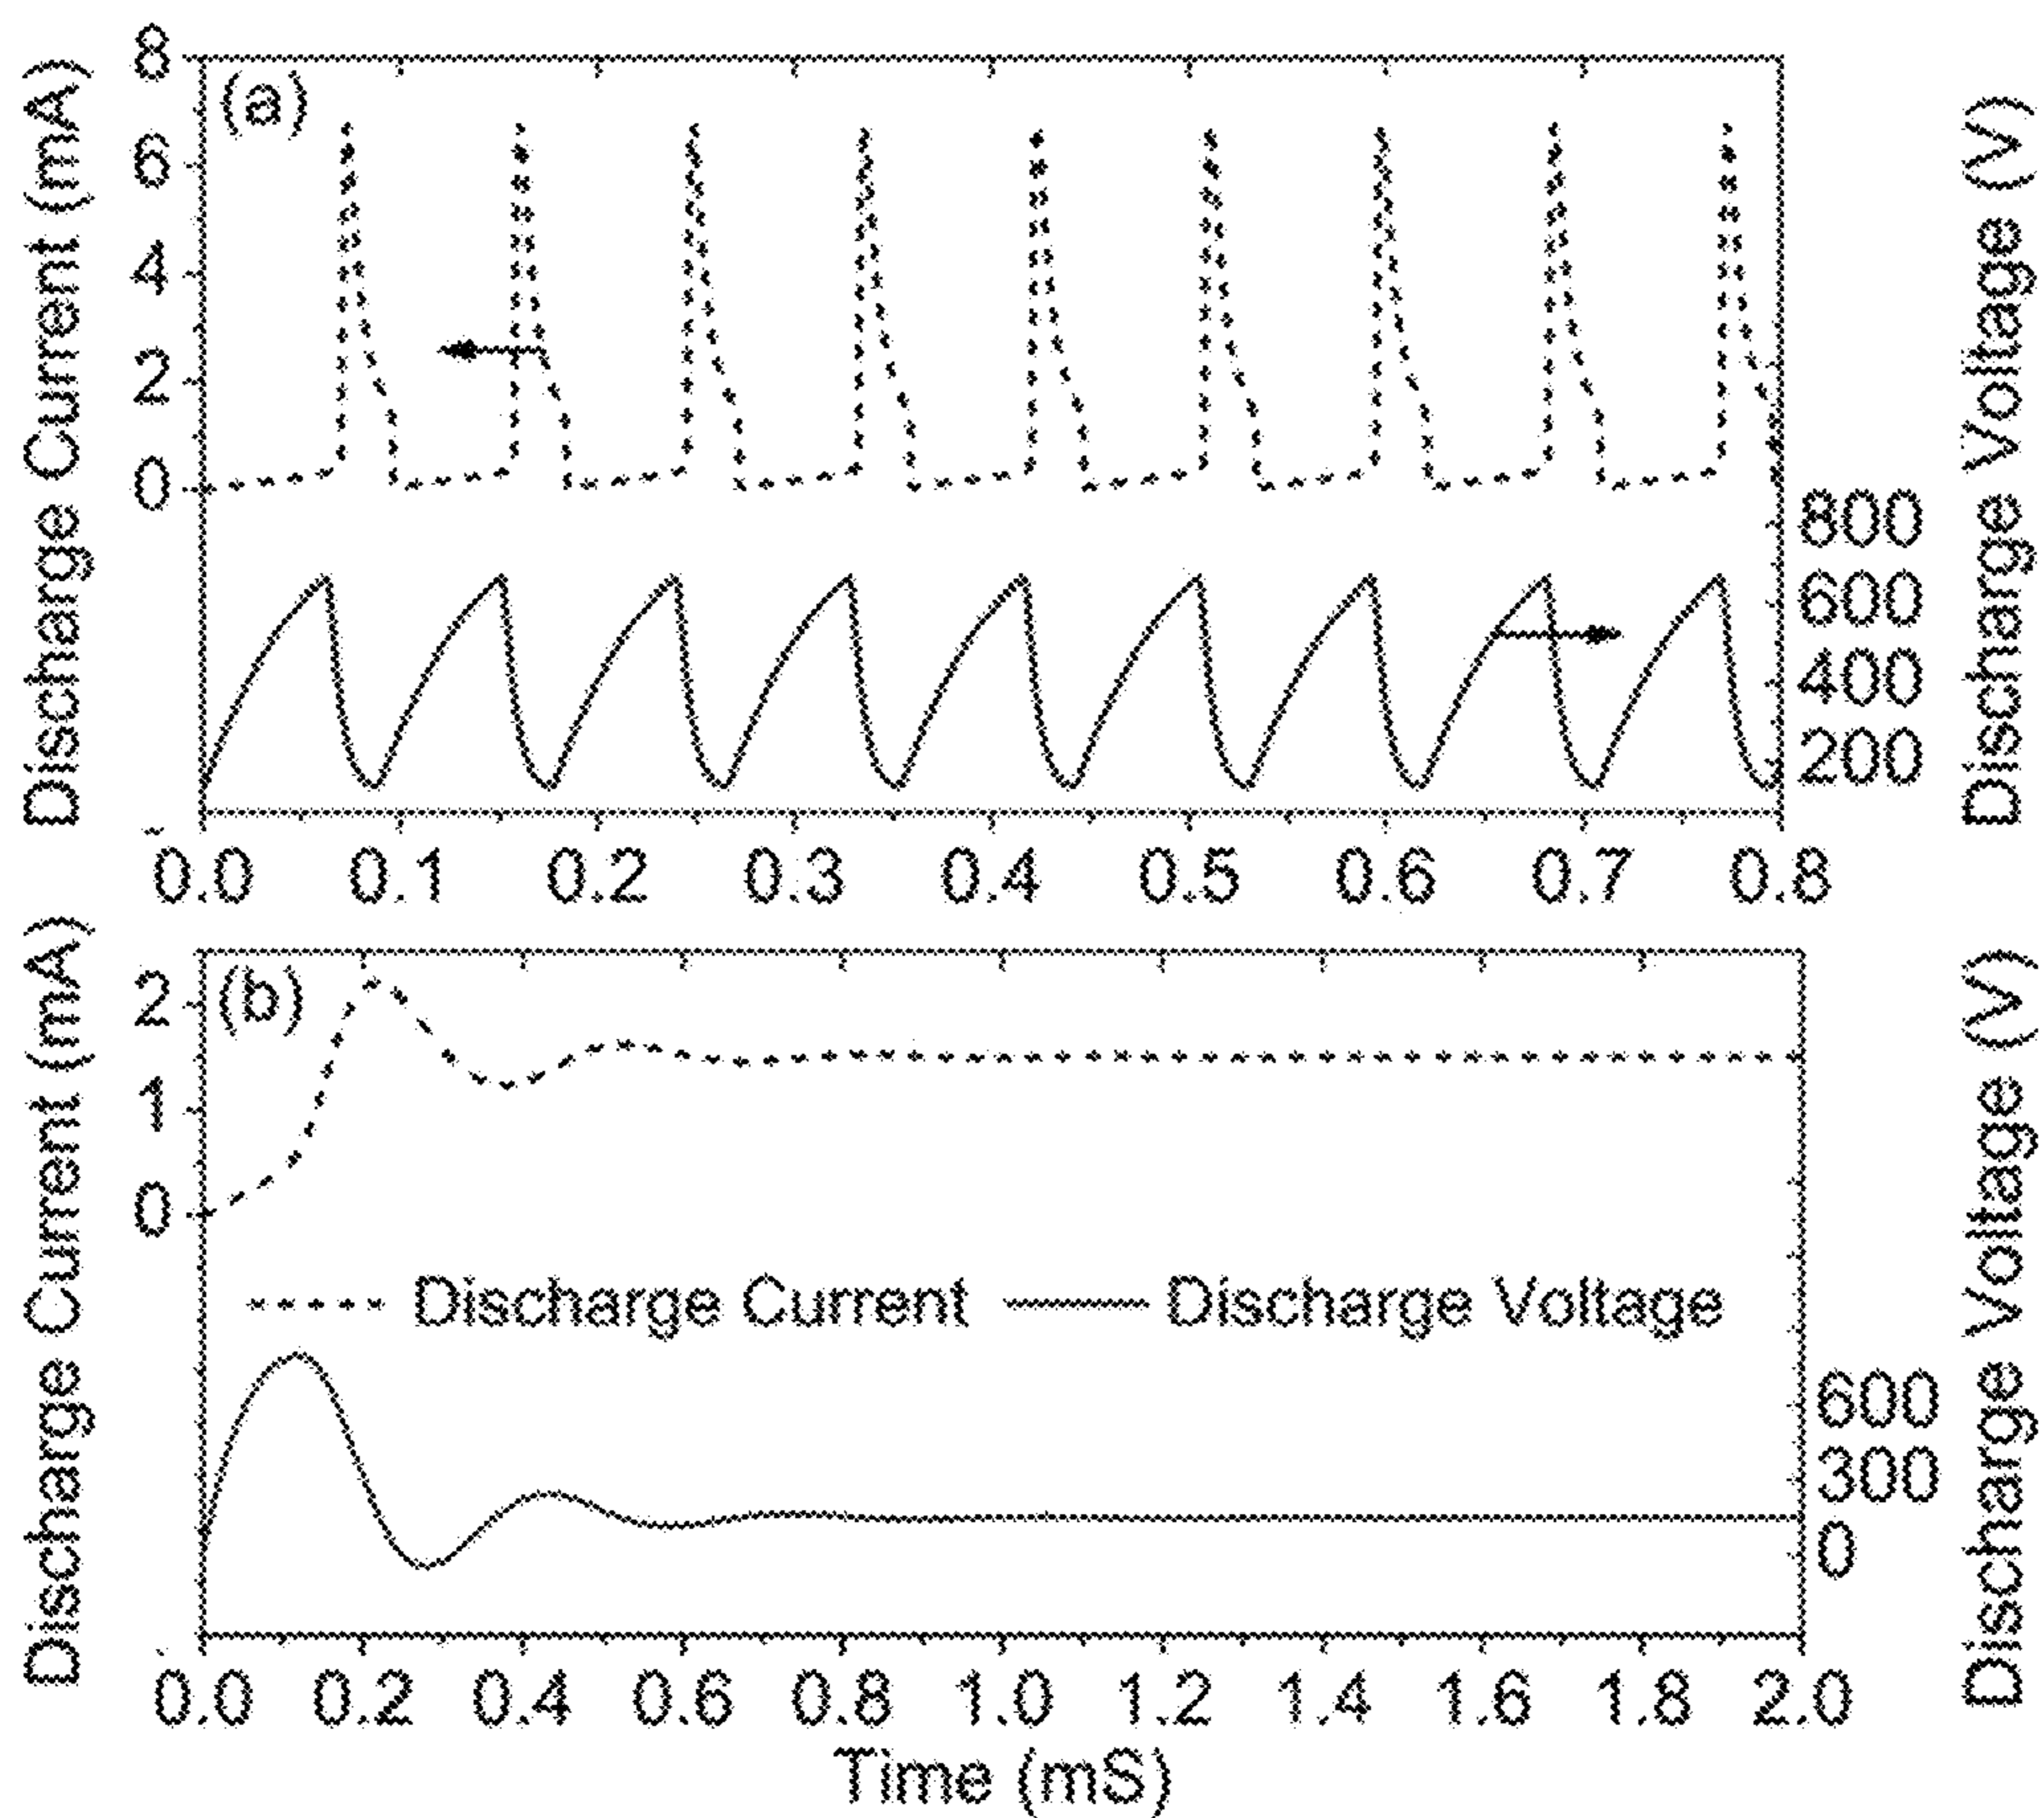 Discharge Current (mA)
8
6
4
2
0
(a)
800
600
400
200
Discharge Voltage (V)
0.0 0.1 0.2 0.3 0.4 0.5 0.6 0.7 0.8
Discharge Current (mA)
2
1
0
(b)
Discharge Current Discharge Voltage
600
300
0
Discharge Voltage (V)
0.0 0.2 0.4 0.6 0.8 1.0 1.2 1.4 1.6 1.8 2.0
Time (mS)